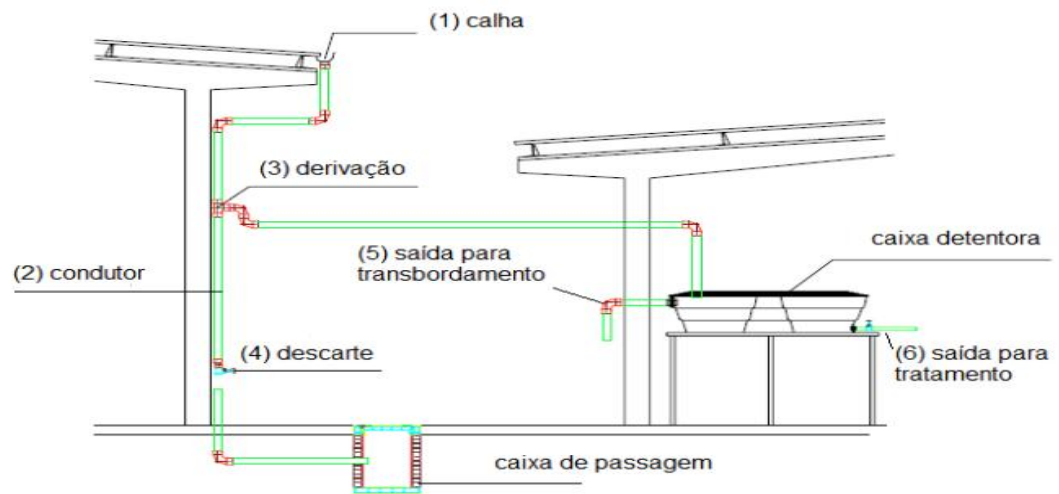 (1) calha
(3) derivação
(5) saída para
transbordamento
caixa detentora
(2) condutor
(4) descarte
(6) saída para
tratamento
caixa de passagem